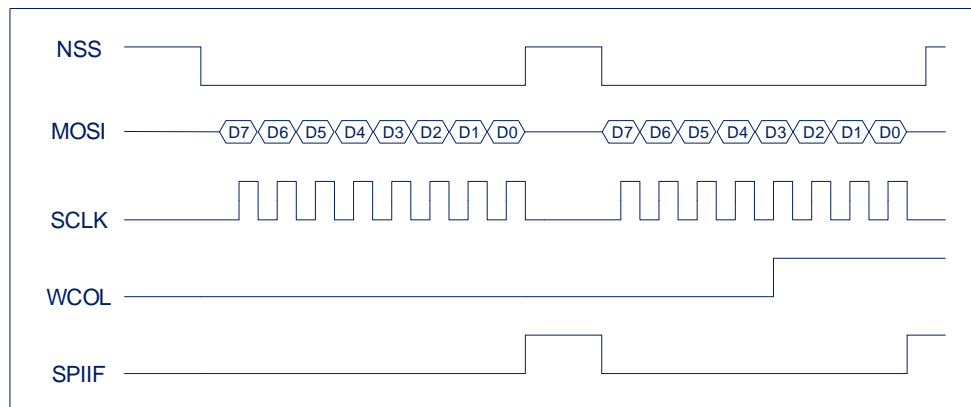 NSS
MOSI D7 D6 D5 D4 D3 D2 D1 D0 D7 D6 D5 D4 D3 D2 D1 D0
SCLK
WCOL
SPIIF